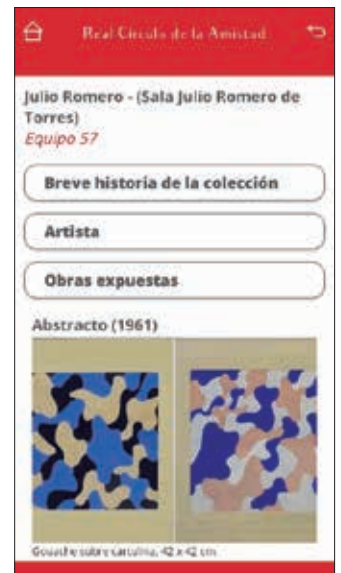 Real Círculo de la Amistad
Julio Romero - (Sala Julio Romero de
Torres)
Equipo 57
Breve historia de la colección
Artista
Obras expuestas
Abstracto (1961)
Gouache sobre cartulina, 42 x 42 cm.